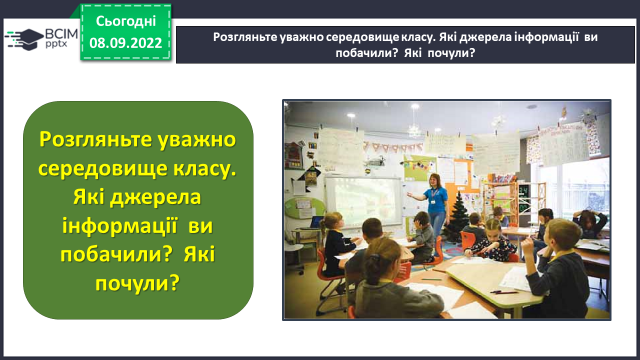 ВСІМ
pptx
Сьогодні
08.09.2022
Розгляньте уважно середовище класу. Які джерела інформації ви
побачили? Які почули?
Розгляньте уважно
середовище класу.
Які джерела
інформації ви
побачили? Які
почули?